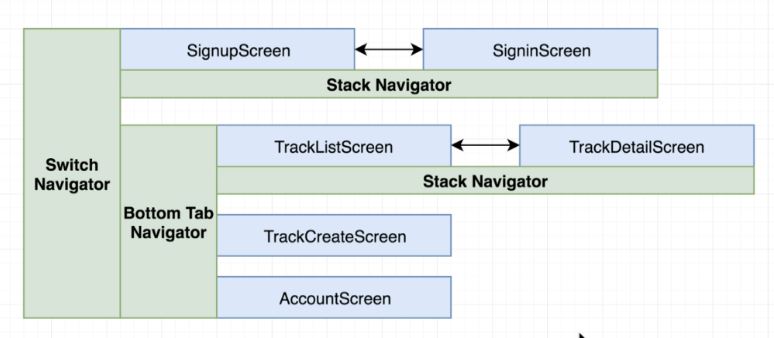 SignupScreen
SigninScreen
Stack Navigator
Switch
Navigator
TrackListScreen
TrackDetailScreen
Stack Navigator
Bottom Tab
Navigator
TrackCreateScreen
AccountScreen